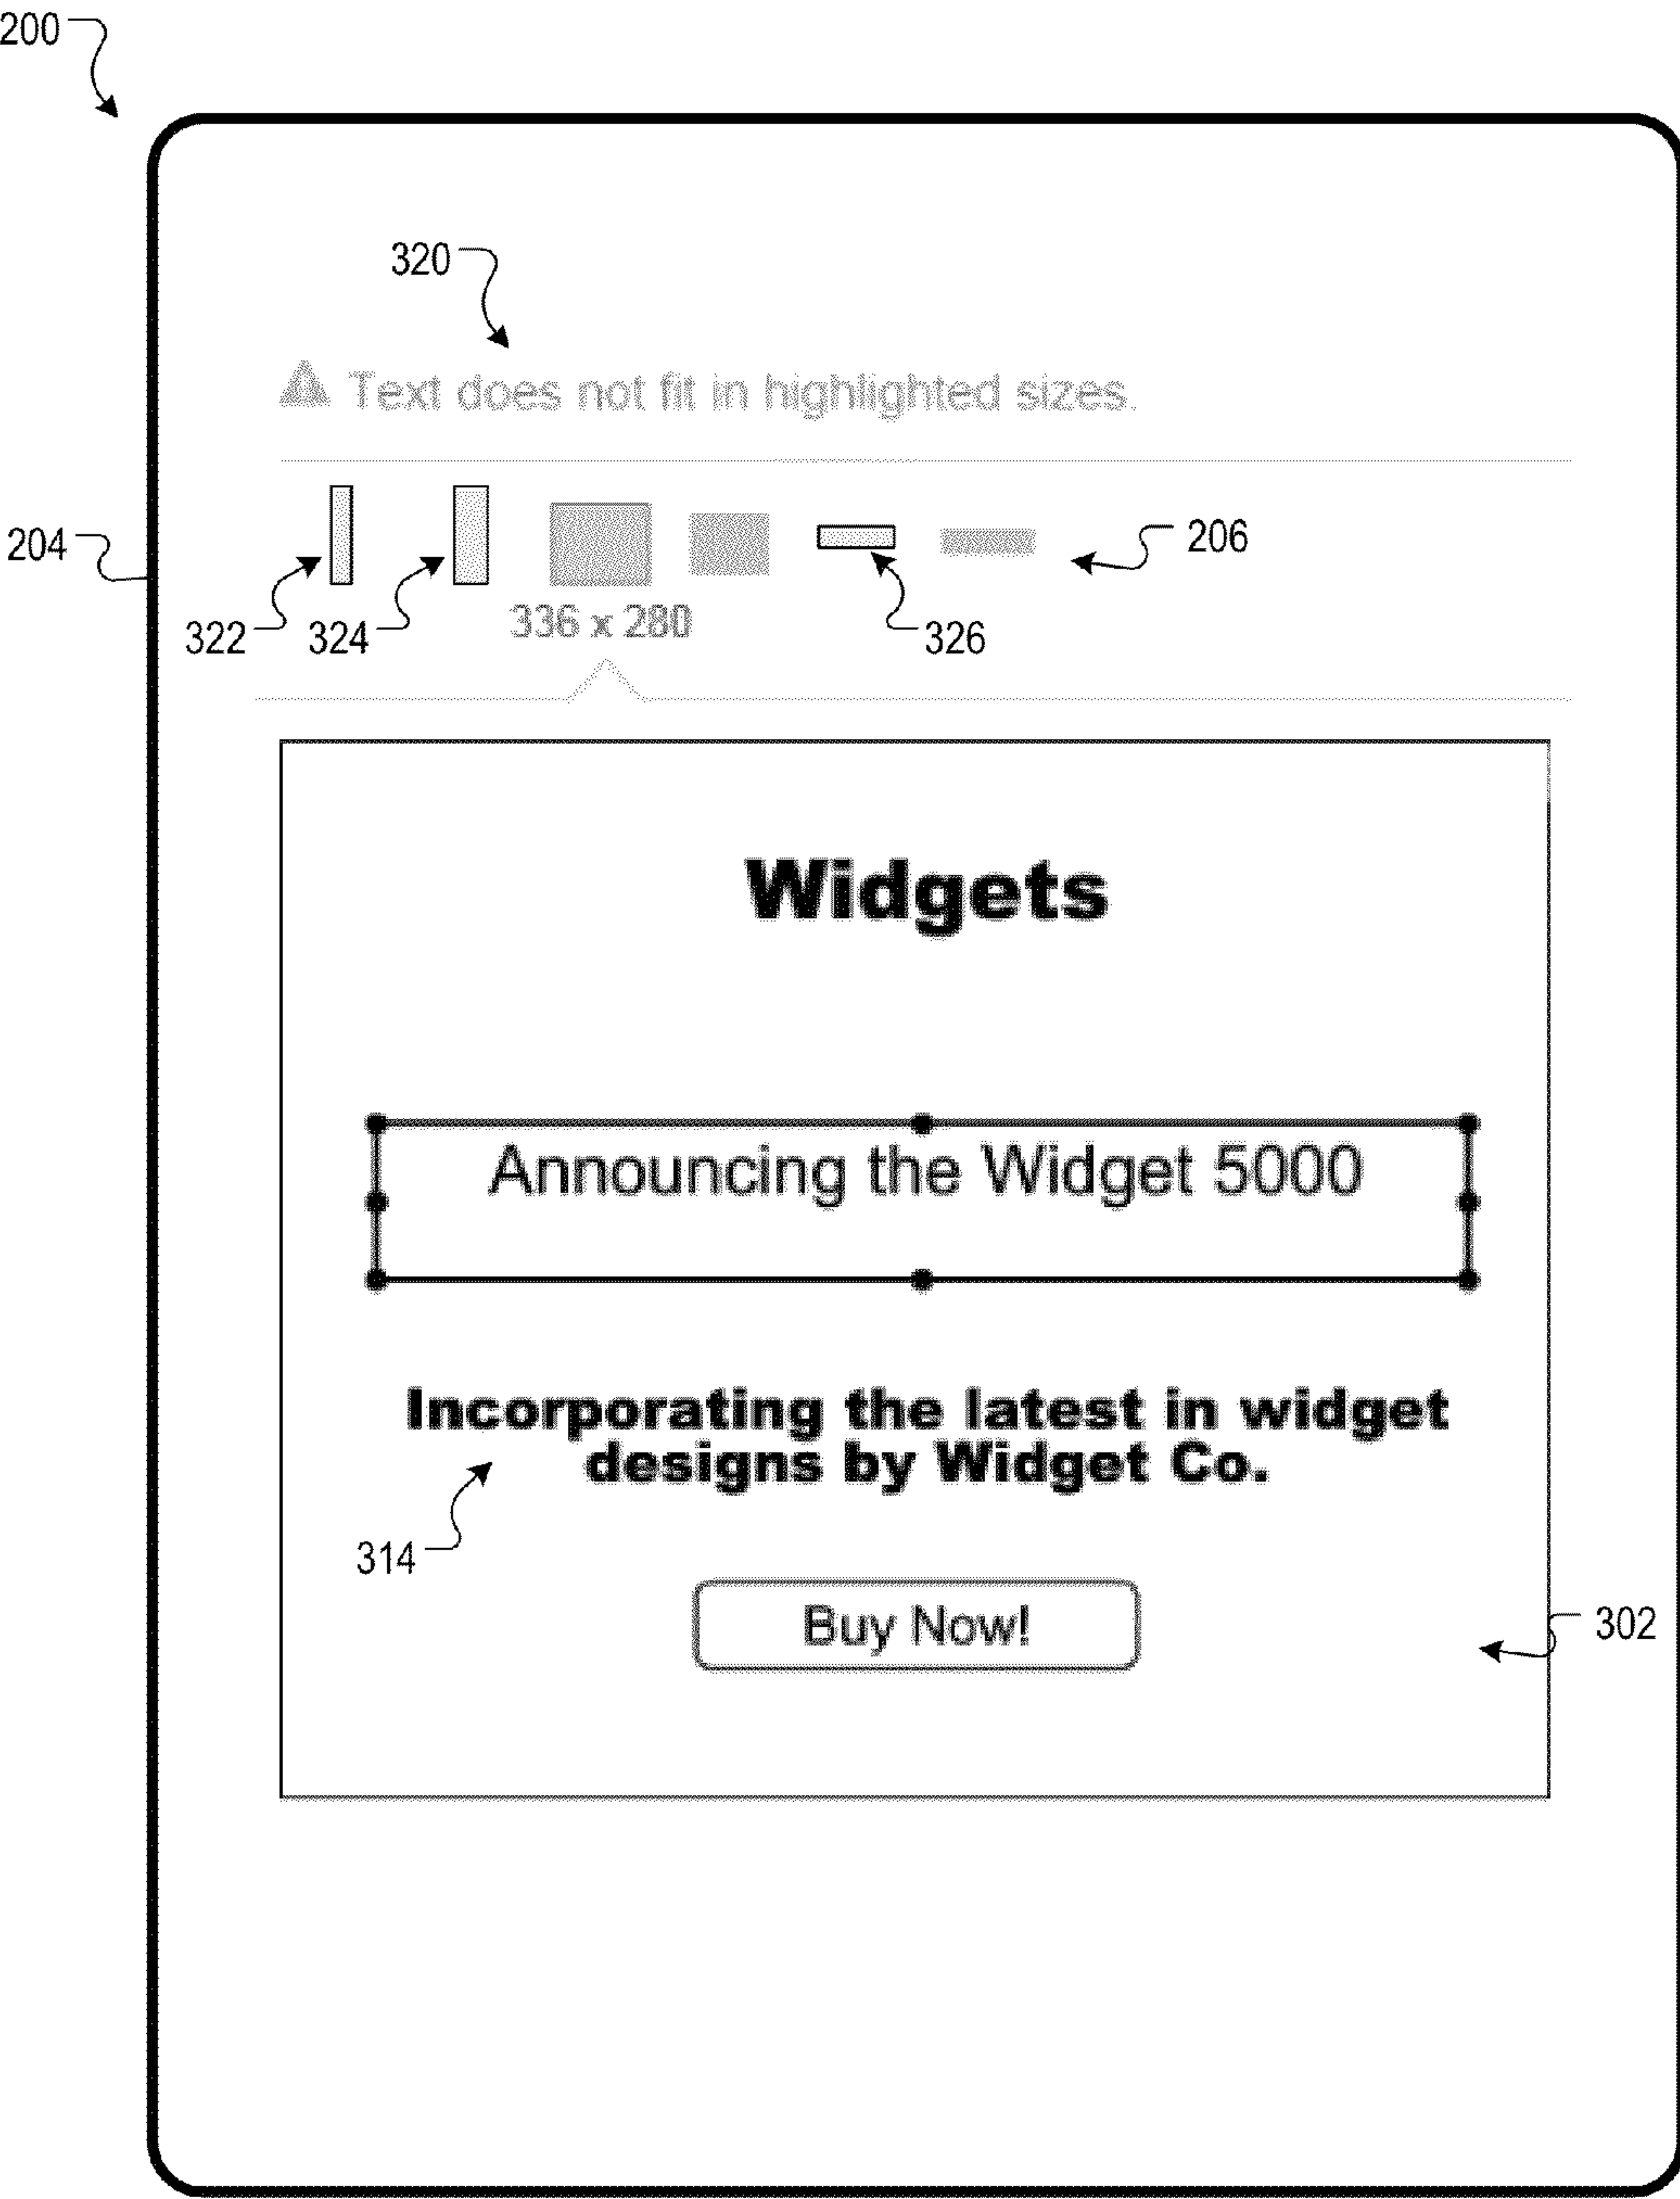 200
320
Text does not fit in highlighted sizes.
204
206
322
324
336 x 280
326
Widgets
Announcing the Widget 5000
Incorporating the latest in widget
designs by Widget Co.
314
Buy Now!
302